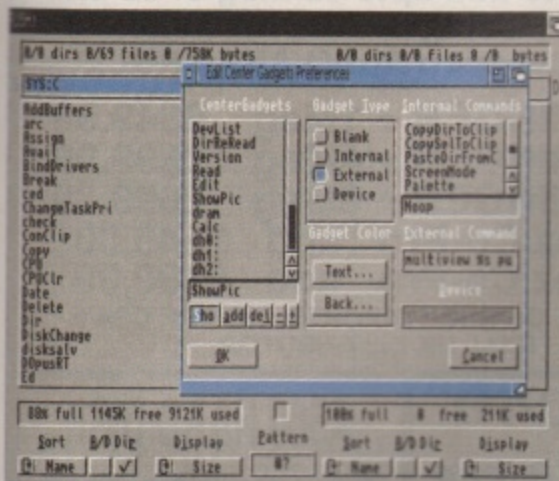 0/0 dirs 0/69 files 0 /758K bytes
0/0 dirs 0/0 files 0 /0 bytes
SYS:C
Edit Center Gadgets Preferences
AddBuffers
arc
Assign
Avail
BindDrivers
Break
ced
ChangeTaskPri
check
ConClip
Copy
CPU
CPUClr
Date
Delete
Dir
DiskChange
disksalv
DOpusRT
Ed
CenterGadgets
DevList
DirReRead
Version
Read
Edit
ShowPic
dram
Calc
dh0:
dh1:
dh2:
ShowPic
Sho add del - +
Gadget Type
Blank
Internal
External
Device
Gadget Color
Text...
Back...
Internal Commands
CopyDirToClip
CopySelToClip
PasteDirFromC
ScreenMode
Palette
Noop
External Command
multiview %s pu
Device
OK
Cancel
80% full 1145K free 9121K used
100% full 0 free 211K used
Sort B/D Dir Display
Pattern
Sort B/D Dir Display
Name
Size
#?
Name
Size